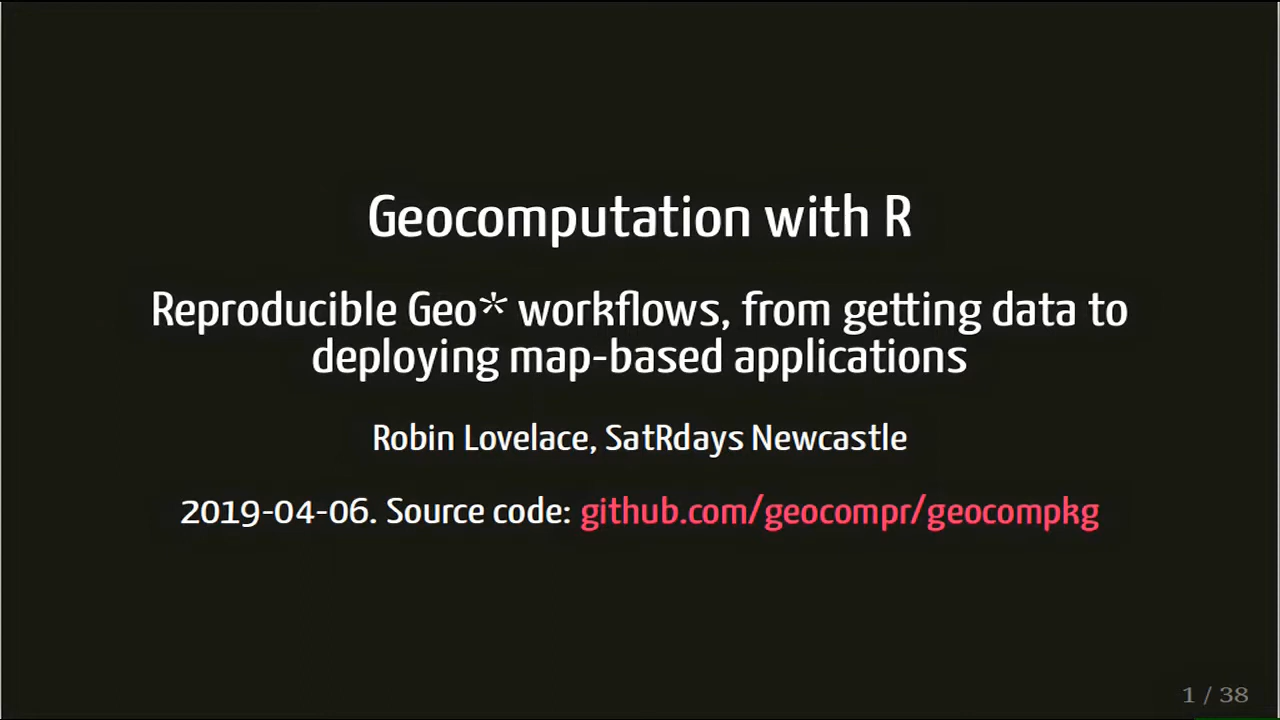 Geocomputation with R
Reproducible Geo* workflows, from getting data to
deploying map-based applications
Robin Lovelace, SatRdays Newcastle
2019-04-06. Source code: github.com/geocompr/geocompkg
1 / 38